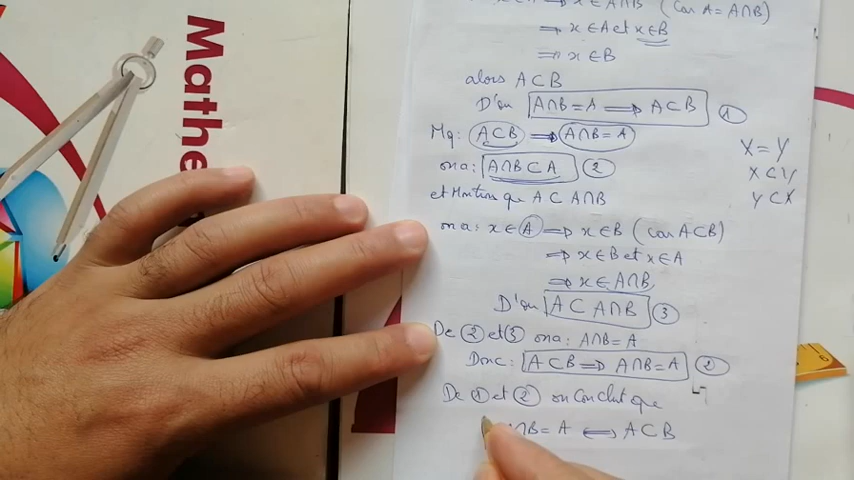 Mathe
⟹ x∈A∩B (Car A=A∩B)
⟹ x∈A et x∈B
⟹ x∈B
alors A⊂B
D'où A∩B=A ⟹ A⊂B ①
Mq: A⊂B ⟹ A∩B=A
on a: A∩B⊂A ②
et Montrons que A⊂A∩B
on a: x∈A ⟹ x∈B (car A⊂B)
⟹ x∈B et x∈A
⟹ x∈A∩B
D'où A⊂A∩B ③
De ② et ③ on a: A∩B=A
Donc: A⊂B ⟹ A∩B=A ②
De ① et ② on Conclut que
∩B=A ⟺ A⊂B
X=Y
X⊂Y
Y⊂X